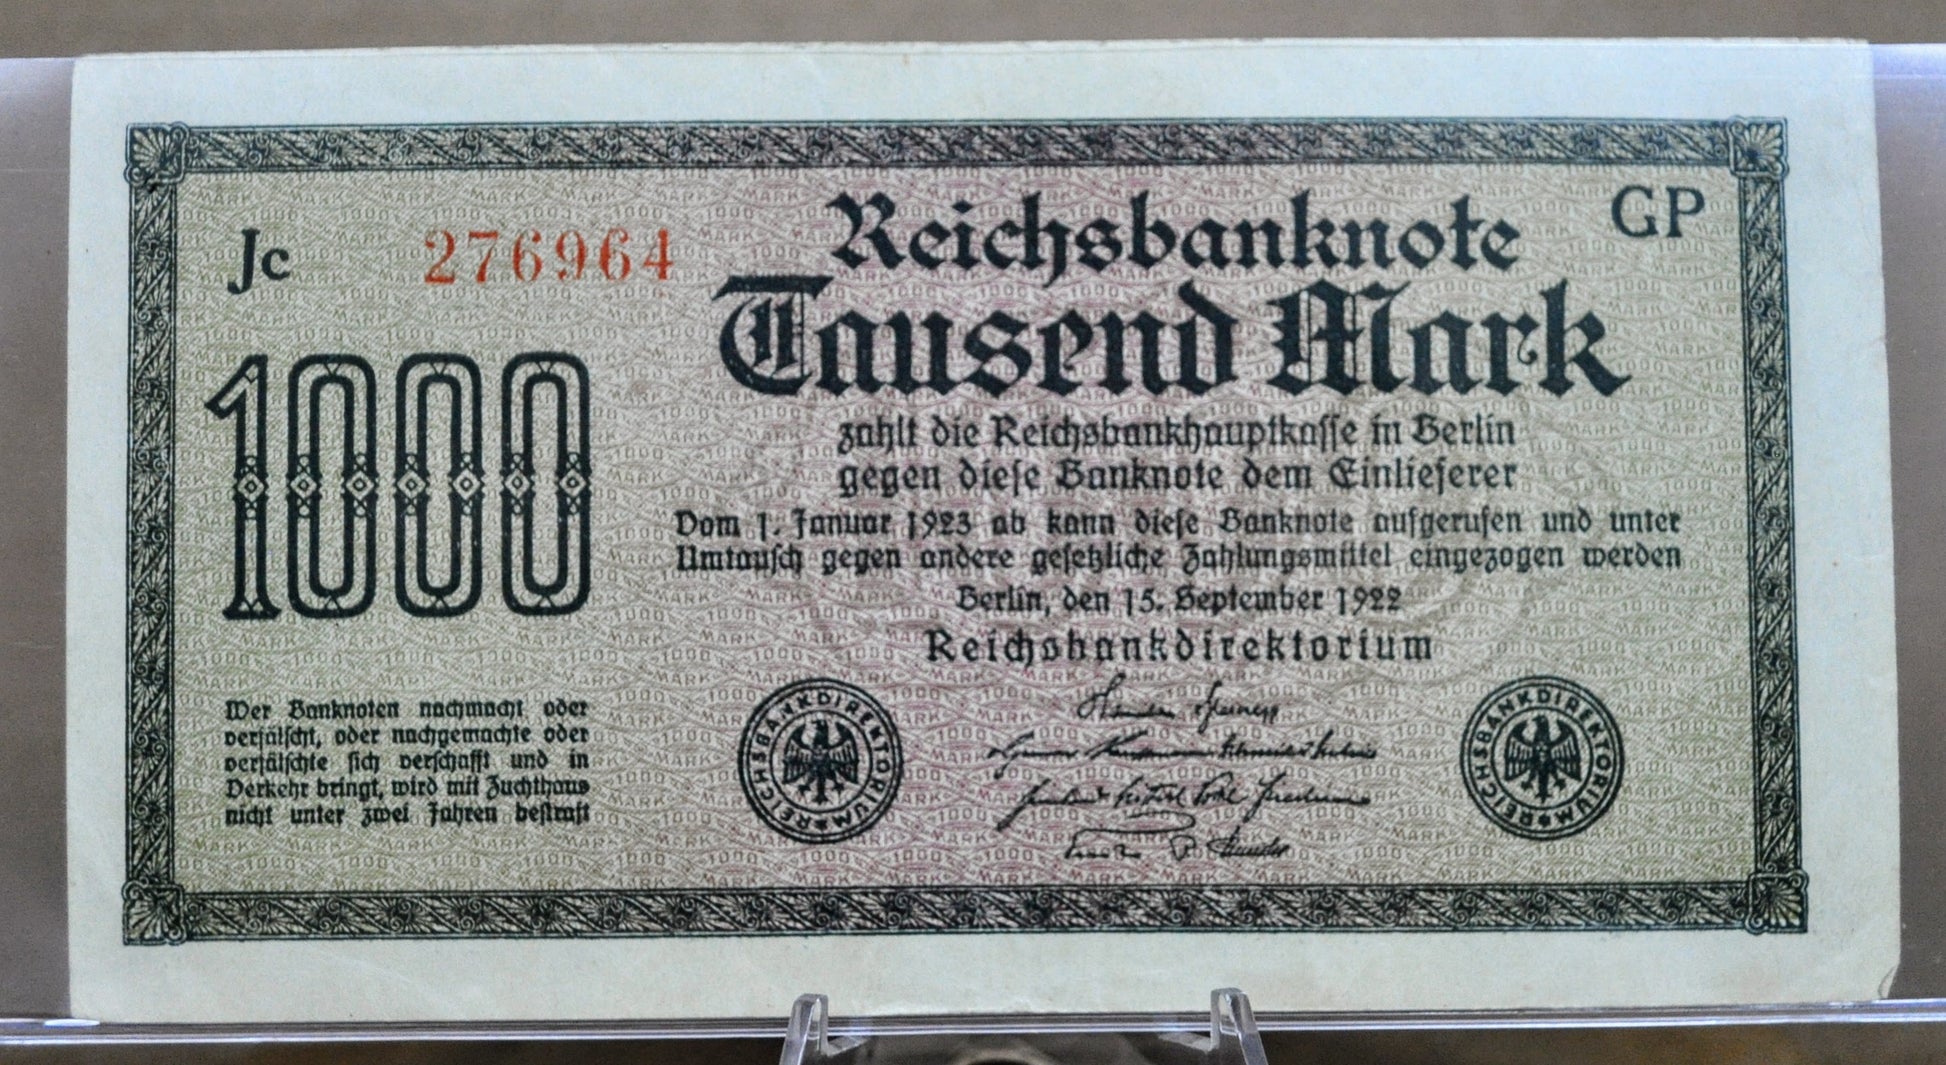 Jc 276964
Reichsbanknote
GP
Tausend Mark
1000
zahlt die Reichsbankhauptkasse in Berlin
gegen diese Banknote dem Einlieferer
Vom 1. Januar 1923 ab kann diese Banknote aufgerufen und unter
Umtausch gegen andere gesetzliche Zahlungsmittel eingezogen werden
Berlin, den 15. September 1922
Reichsbankdirektorium
Wer Banknoten nachmacht oder
verfälscht, oder nachgemachte oder
verfälschte sich verschafft und in
Verkehr bringt, wird mit Zuchthaus
nicht unter zwei Jahren bestraft
REICHSBANKDIREKTORIUM
REICHSBANKDIREKTORIUM